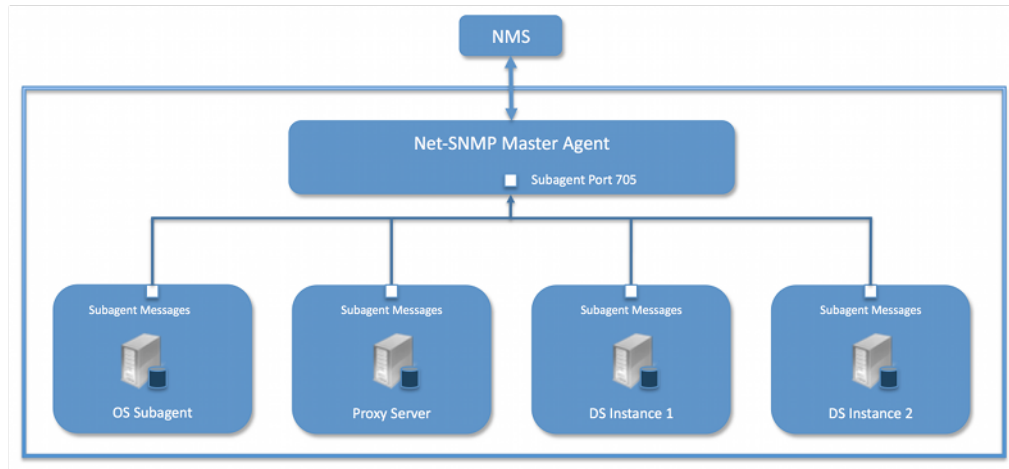 NMS
Net-SNMP Master Agent
Subagent Port 705
Subagent Messages
OS Subagent
Subagent Messages
Proxy Server
Subagent Messages
DS Instance 1
Subagent Messages
DS Instance 2